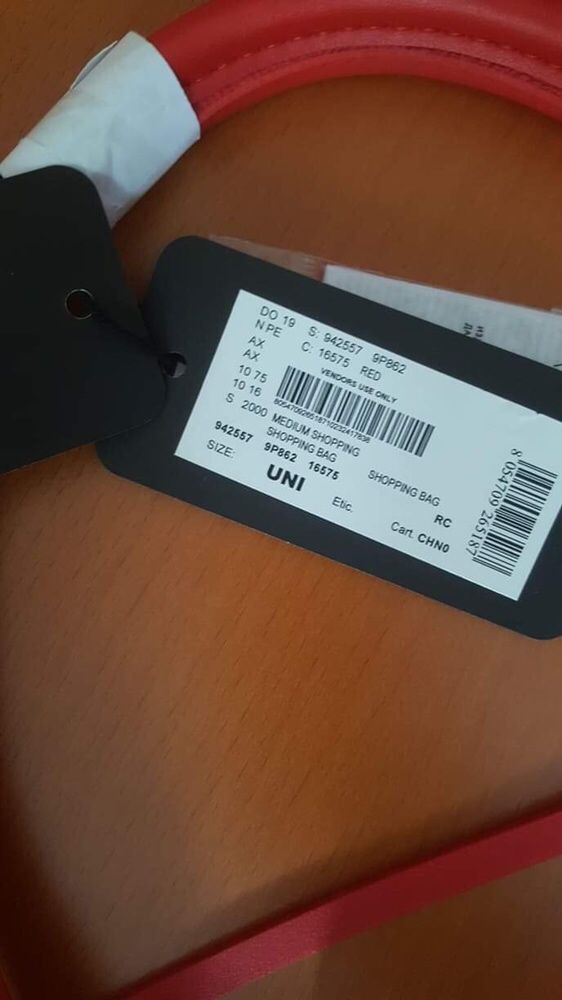 DO 19 S: 942557 9P862
N PE C: 16575 RED
AX
AX VENDORS USE ONLY
10 75
10 16
S 2000 MEDIUM SHOPPING
SHOPPING BAG SHOPPING BAG
942557 9P862 16575 RC
SIZE: UNI Etic. Cart. CHN0
8 054709 265187